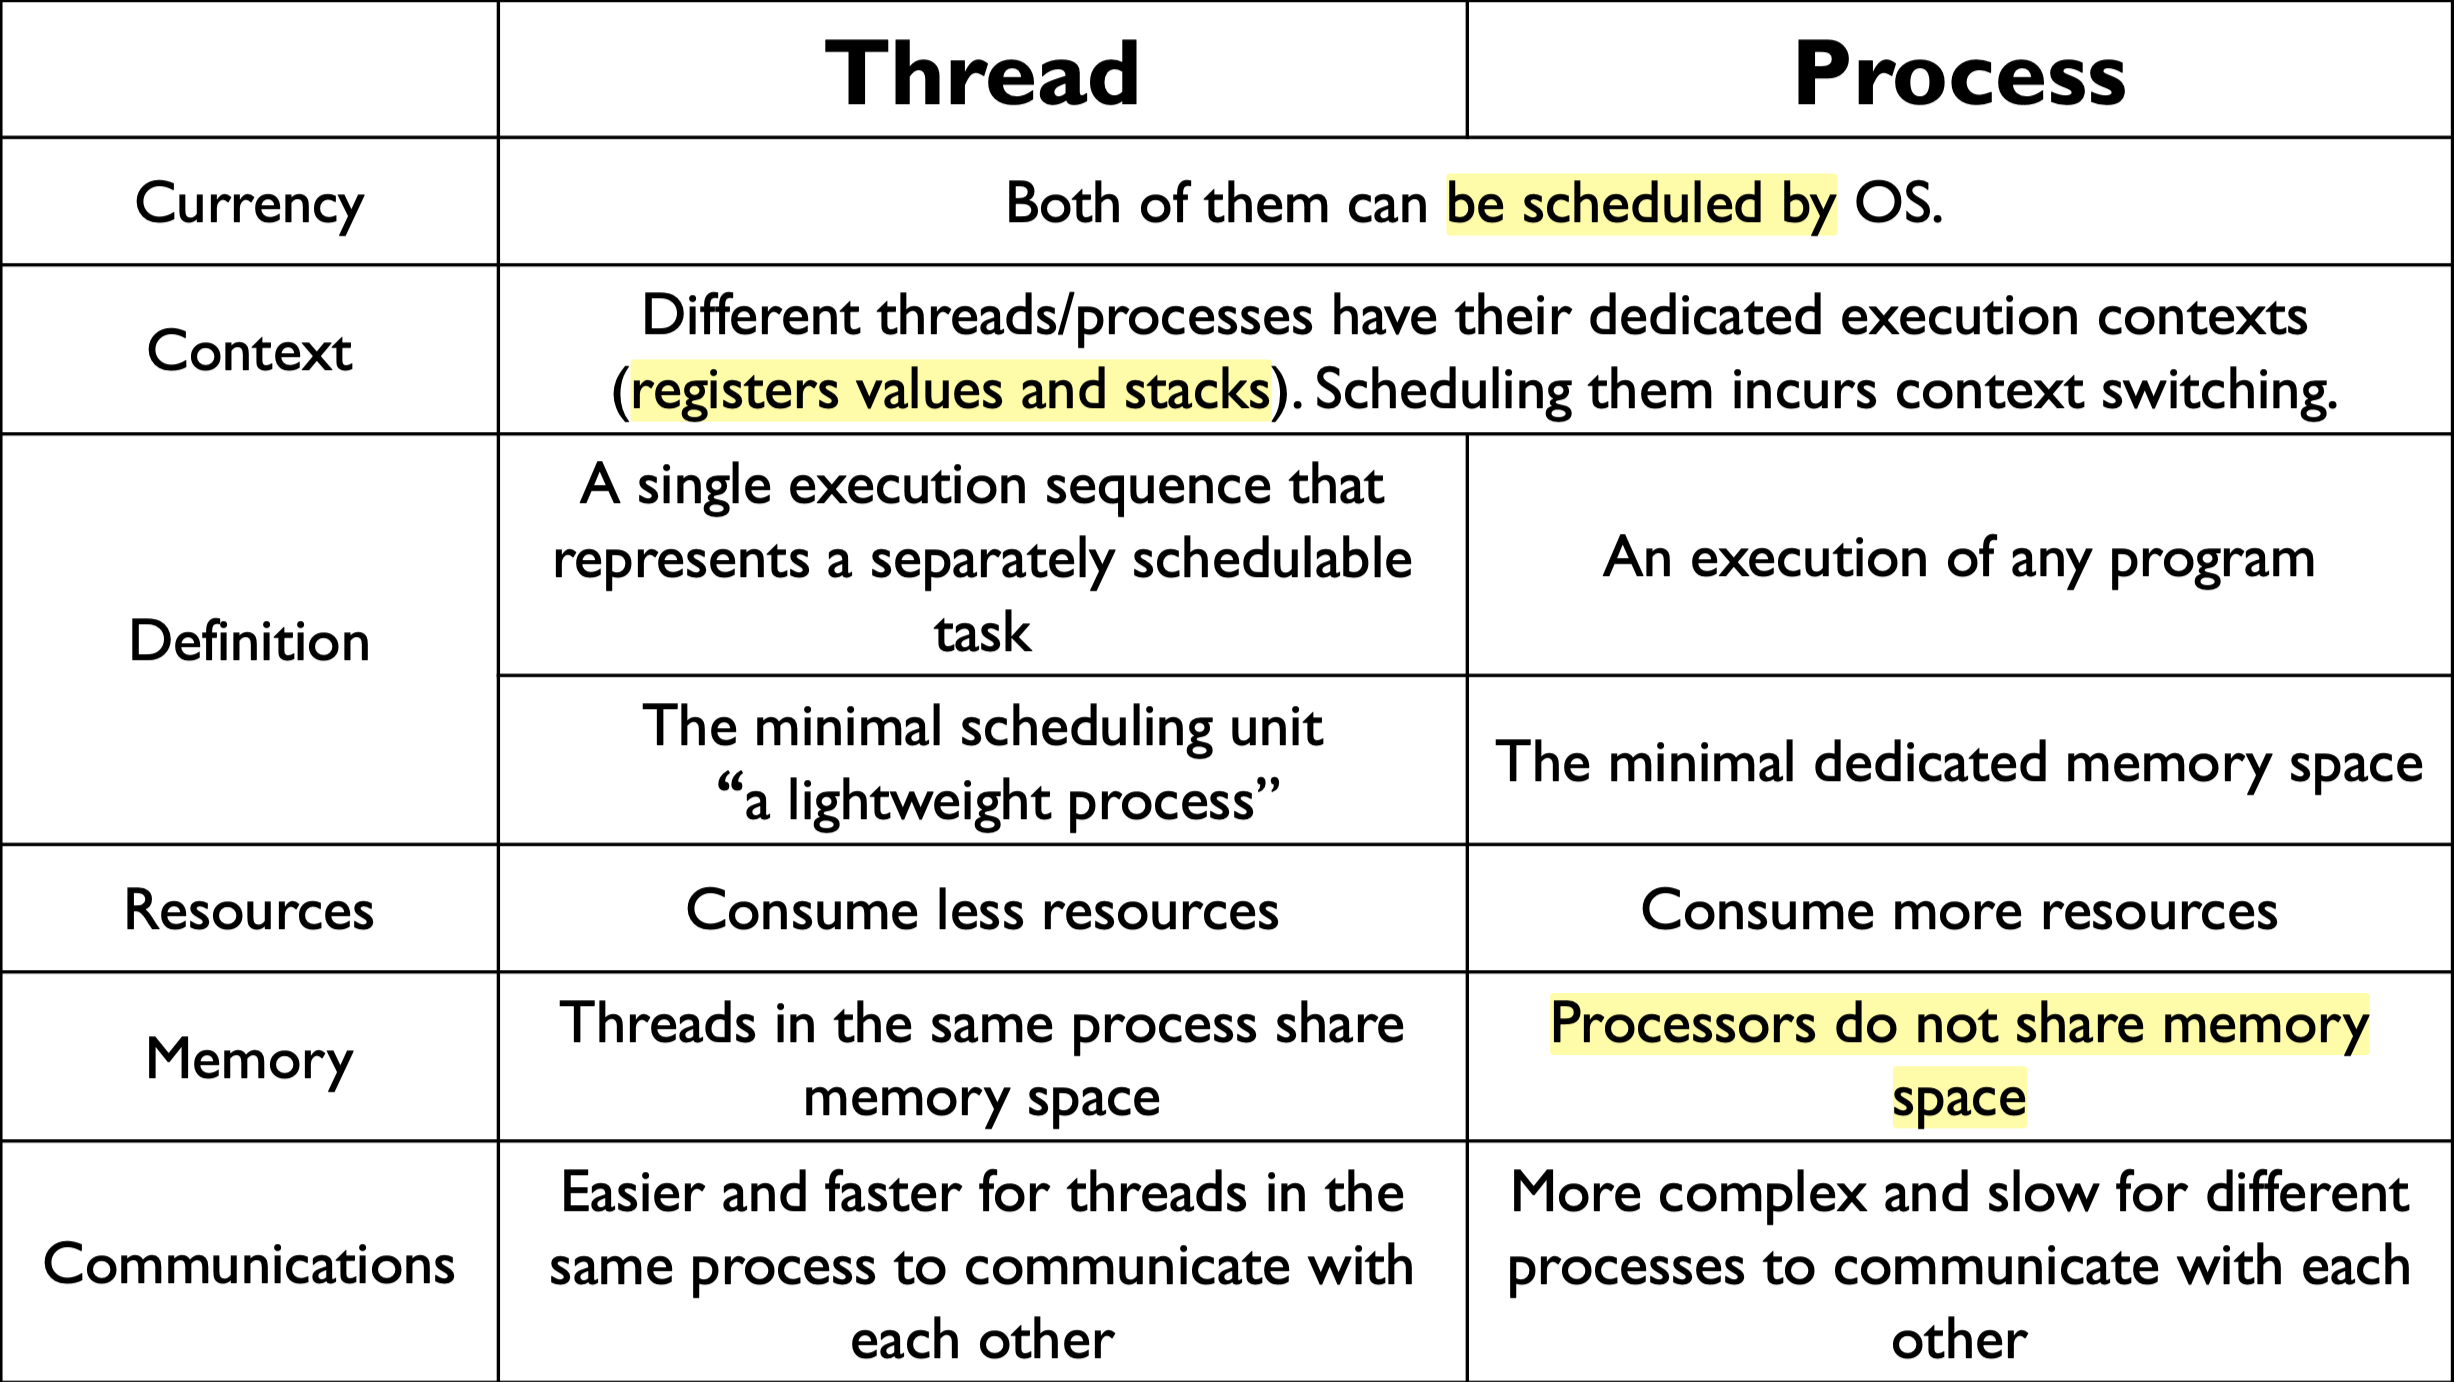 Thread
Process
Currency
Both of them can be scheduled by OS.
Context
Different threads/processes have their dedicated execution contexts
(registers values and stacks). Scheduling them incurs context switching.
Definition
A single execution sequence that
represents a separately schedulable
task
An execution of any program
The minimal scheduling unit
“a lightweight process”
The minimal dedicated memory space
Resources
Consume less resources
Consume more resources
Memory
Threads in the same process share
memory space
Processors do not share memory
space
Communications
Easier and faster for threads in the
same process to communicate with
each other
More complex and slow for different
processes to communicate with each
other